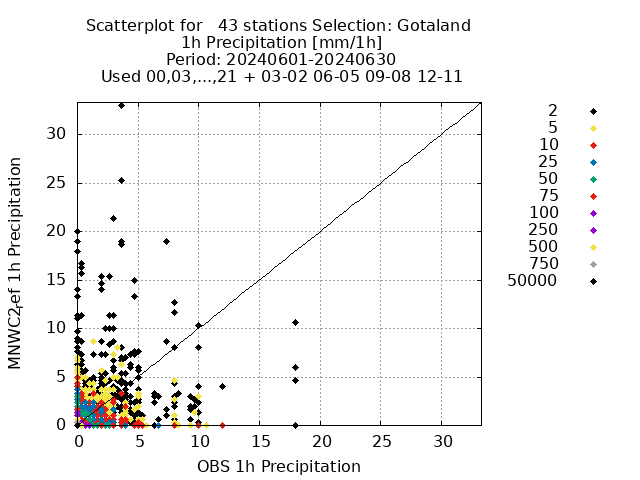 Scatterplot for   43 stations Selection: Gotaland
1h Precipitation [mm/1h]
Period: 20240601-20240630
Used 00,03,...,21 + 03-02 06-05 09-08 12-11
MNWC2,ef 1h Precipitation
30
25
20
15
10
5
0
0 5 10 15 20 25 30
OBS 1h Precipitation
2
5
10
25
50
75
100
250
500
750
50000